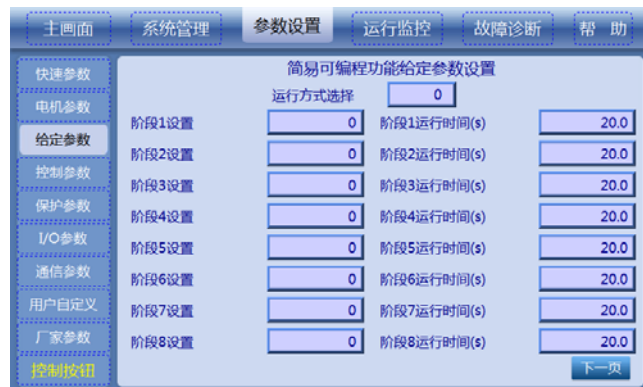 主画面 系统管理 参数设置 运行监控 故障诊断 帮 助
快速参数
电机参数
给定参数
控制参数
保护参数
I/O参数
通信参数
用户自定义
厂家参数
控制按钮
简易可编程功能给定参数设置
运行方式选择 0
阶段1设置 0 阶段1运行时间(s) 20.0
阶段2设置 0 阶段2运行时间(s) 20.0
阶段3设置 0 阶段3运行时间(s) 20.0
阶段4设置 0 阶段4运行时间(s) 20.0
阶段5设置 0 阶段5运行时间(s) 20.0
阶段6设置 0 阶段6运行时间(s) 20.0
阶段7设置 0 阶段7运行时间(s) 20.0
阶段8设置 0 阶段8运行时间(s) 20.0
下一页